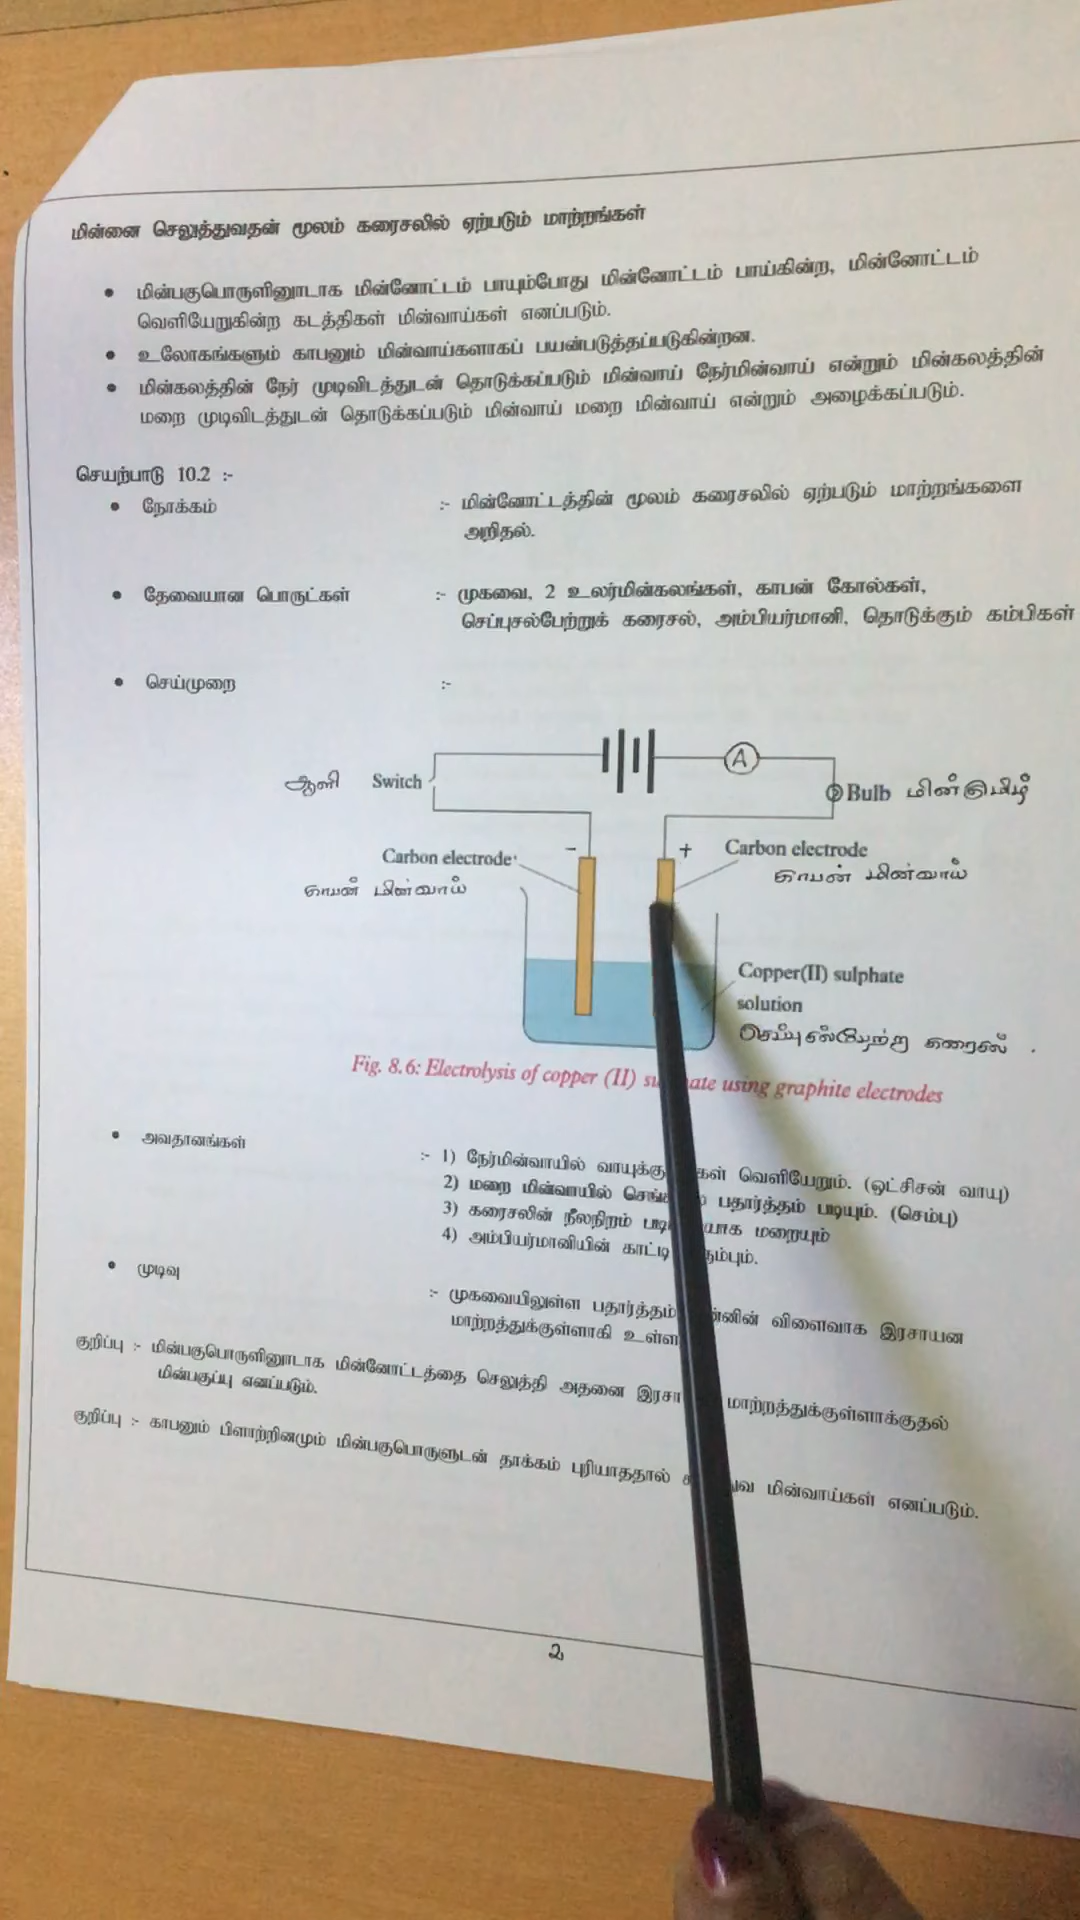 மின்னை செலுத்துவதன் மூலம் கரைசலில் ஏற்படும் மாற்றங்கள்
• மின்பகுபொருளினூடாக மின்னோட்டம் பாயும்போது மின்னோட்டம் பாய்கின்ற, மின்னோட்டம்
வெளியேறுகின்ற கடத்திகள் மின்வாய்கள் எனப்படும்.
• உலோகங்களும் காபனும் மின்வாய்களாகப் பயன்படுத்தப்படுகின்றன.
• மின்கலத்தின் நேர் முடிவிடத்துடன் தொடுக்கப்படும் மின்வாய் நேர்மின்வாய் என்றும் மின்கலத்தின்
மறை முடிவிடத்துடன் தொடுக்கப்படும் மின்வாய் மறை மின்வாய் என்றும் அழைக்கப்படும்.
செயற்பாடு 10.2 :-
• நோக்கம் :- மின்னோட்டத்தின் மூலம் கரைசலில் ஏற்படும் மாற்றங்களை
அறிதல்.
• தேவையான பொருட்கள் :- முகவை, 2 உலர்மின்கலங்கள், காபன் கோல்கள்,
செப்புசல்பேற்றுக் கரைசல், அம்பியர்மானி, தொடுக்கும் கம்பிகள்
• செய்முறை :-
A
ஆளி Switch
Bulb மின்குமிழ்
- +
Carbon electrode Carbon electrode
காபன் மின்வாய் காபன் மின்வாய்
Copper(II) sulphate
solution
செப்பு சல்பேற்று கரைசல்
Fig. 8.6: Electrolysis of copper (II) su ate using graphite electrodes
• அவதானங்கள் :- 1) நேர்மின்வாயில் வாயுக்கு கள் வெளியேறும். (ஒட்சிசன் வாயு)
2) மறை மின்வாயில் பதார்த்தம் படியும். (செம்பு)
3) கரைசலின் நீலநிறம் படி யாக மறையும்
4) அம்பியர்மானியின் காட்டி ரும்பும்.
• முடிவு :- முகவையிலுள்ள பதார்த்தம் ன்னின் விளைவாக இரசாயன
மாற்றத்துக்குள்ளாகி உள்ள
குறிப்பு :- மின்பகுபொருளினூடாக மின்னோட்டத்தை செலுத்தி அதனை இரசா மாற்றத்துக்குள்ளாக்குதல்
மின்பகுப்பு எனப்படும்.
குறிப்பு :- காபனும் பிளாற்றினமும் மின்பகுபொருளுடன் தாக்கம் புரியாததால் மின்வாய்கள் எனப்படும்.
2